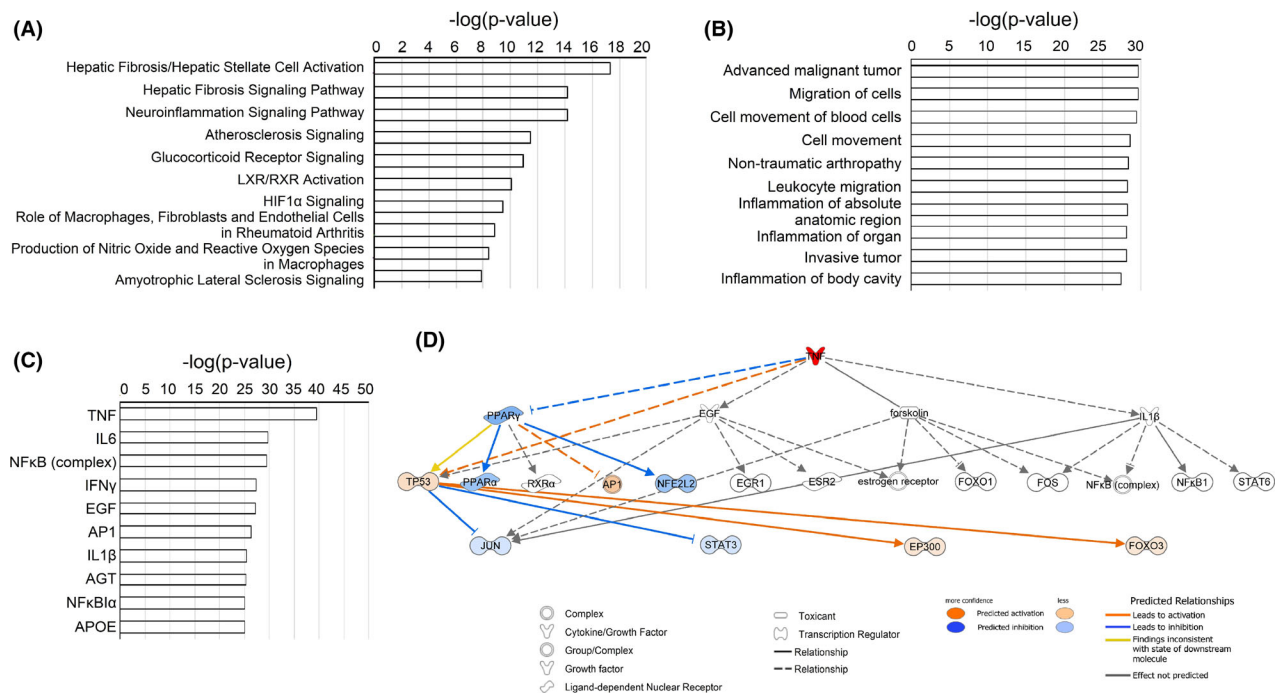 (A)
-log(p-value)
0 2 4 6 8 10 12 14 16 18 20
Hepatic Fibrosis/Hepatic Stellate Cell Activation
Hepatic Fibrosis Signaling Pathway
Neuroinflammation Signaling Pathway
Atherosclerosis Signaling
Glucocorticoid Receptor Signaling
LXR/RXR Activation
HIF1α Signaling
Role of Macrophages, Fibroblasts and Endothelial Cells
in Rheumatoid Arthritis
Production of Nitric Oxide and Reactive Oxygen Species
in Macrophages
Amyotrophic Lateral Sclerosis Signaling
(B)
-log(p-value)
0 5 10 15 20 25 30
Advanced malignant tumor
Migration of cells
Cell movement of blood cells
Cell movement
Non-traumatic arthropathy
Leukocyte migration
Inflammation of absolute
anatomic region
Inflammation of organ
Invasive tumor
Inflammation of body cavity
(C)
-log(p-value)
0 5 10 15 20 25 30 35 40 45 50
TNF
IL6
NFκB (complex)
IFNγ
EGF
AP1
IL1β
AGT
NFκBIα
APOE
(D)
TNF
PPARγ EGF forskolin IL1β
TP53 PPARα RXRα AP1 NFE2L2 EGR1 ESR2 estrogen receptor FOXO1 FOS NFκB (complex) NFκB1 STAT6
JUN STAT3 EP300 FOXO3
Complex
Cytokine/Growth Factor
Group/Complex
Growth factor
Ligand-dependent Nuclear Receptor
Toxicant
Transcription Regulator
Relationship
Relationship
more confidence less
Predicted activation
Predicted inhibition
Predicted Relationships
Leads to activation
Leads to inhibition
Findings inconsistent
with state of downstream
molecule
Effect not predicted